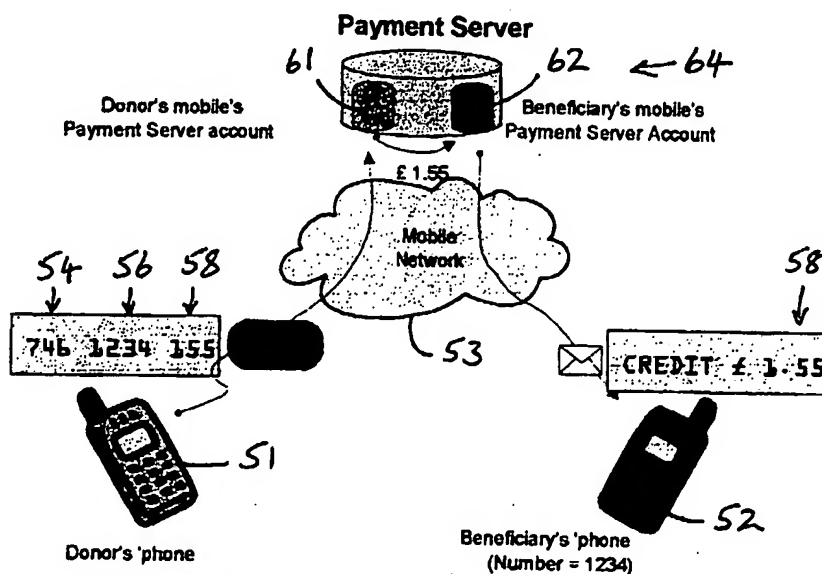 Payment Server
61
62
64
Donor's mobile's
Payment Server account
Beneficiary's mobile's
Payment Server Account
£1.55
Mobile
Network
54 56 58
746 1234 155
53
58
CREDIT £ 1.55
51
52
Donor's 'phone
Beneficiary's 'phone
(Number = 1234)